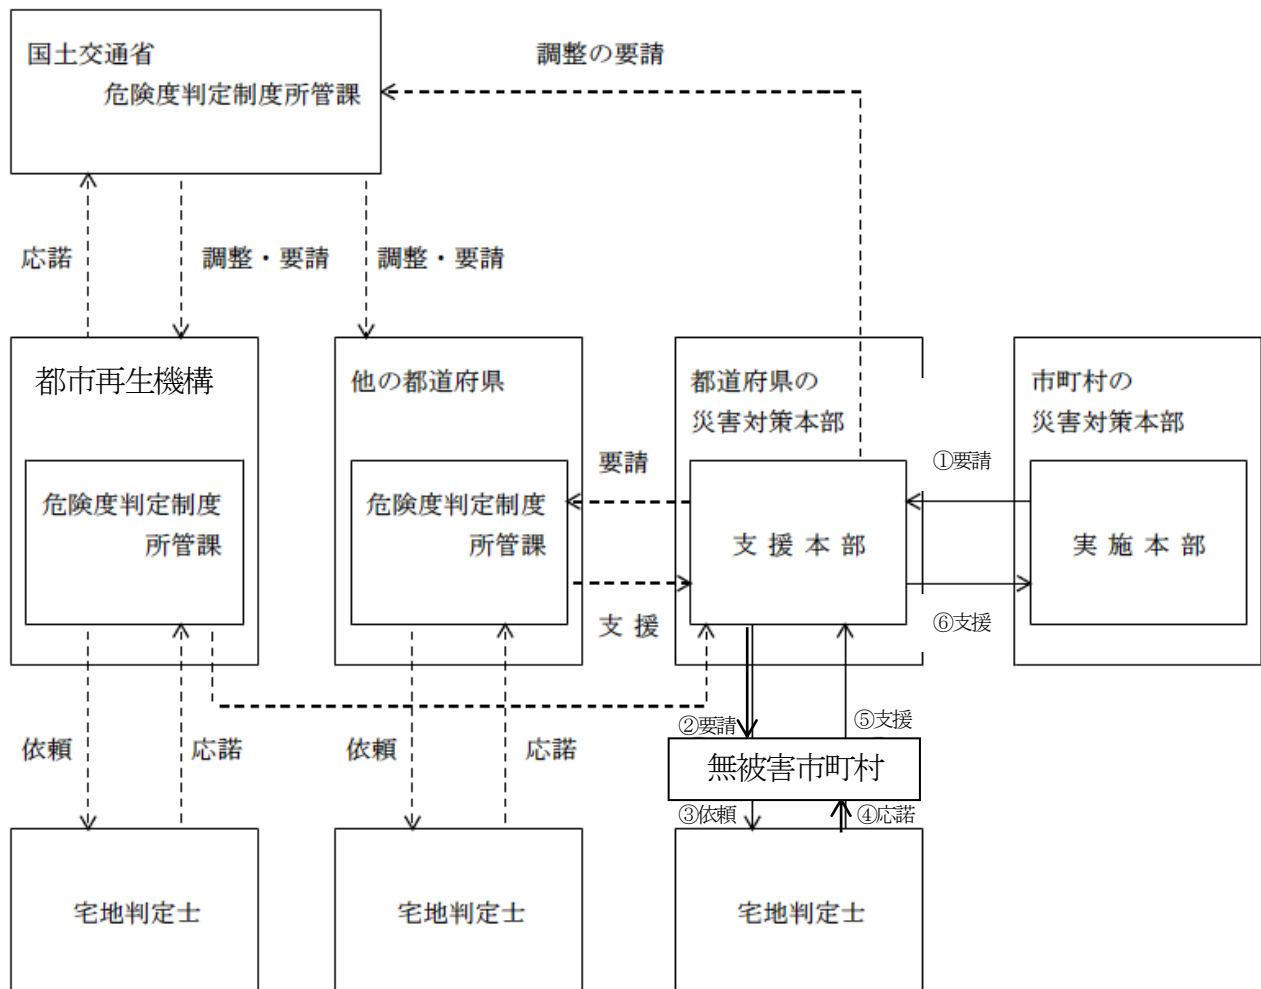 国土交通省
危険度判定制度所管課
調整の要請
応諾
調整・要請
調整・要請
都市再生機構
危険度判定制度
所管課
他の都道府県
危険度判定制度
所管課
要請
支 援
都道府県の
災害対策本部
支 援 本 部
①要請
⑥支援
市町村の
災害対策本部
実 施 本 部
依頼
応諾
依頼
応諾
②要請
⑤支援
無被害市町村
③依頼
④応諾
宅地判定士
宅地判定士
宅地判定士